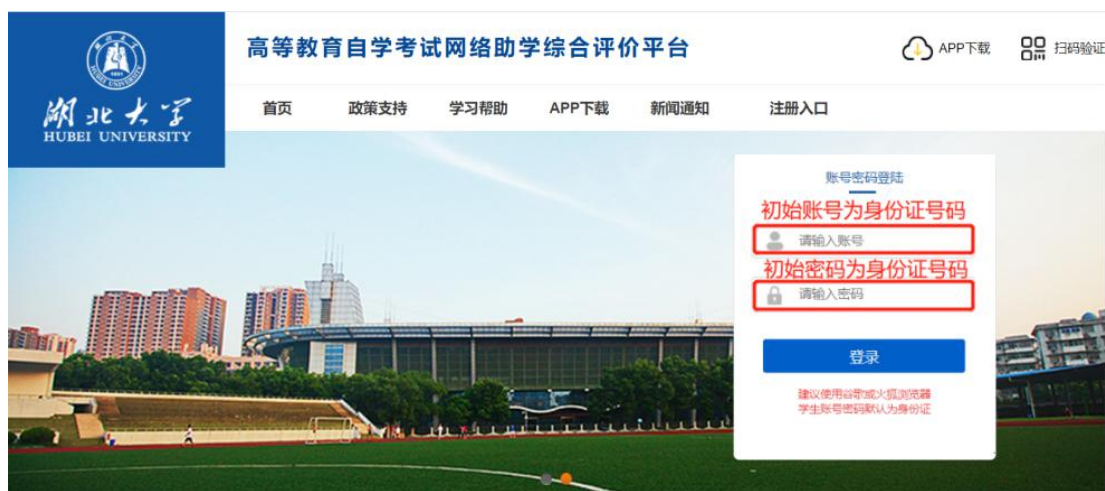 高等教育自学考试网络助学综合评价平台
APP下载
扫码验证
湖北大学
HUBEI UNIVERSITY
首页
政策支持
学习帮助
APP下载
新闻通知
注册入口
账号密码登陆
初始账号为身份证号码
请输入账号
初始密码为身份证号码
请输入密码
登录
建议使用谷歌或火狐浏览器
学生账号密码默认为身份证